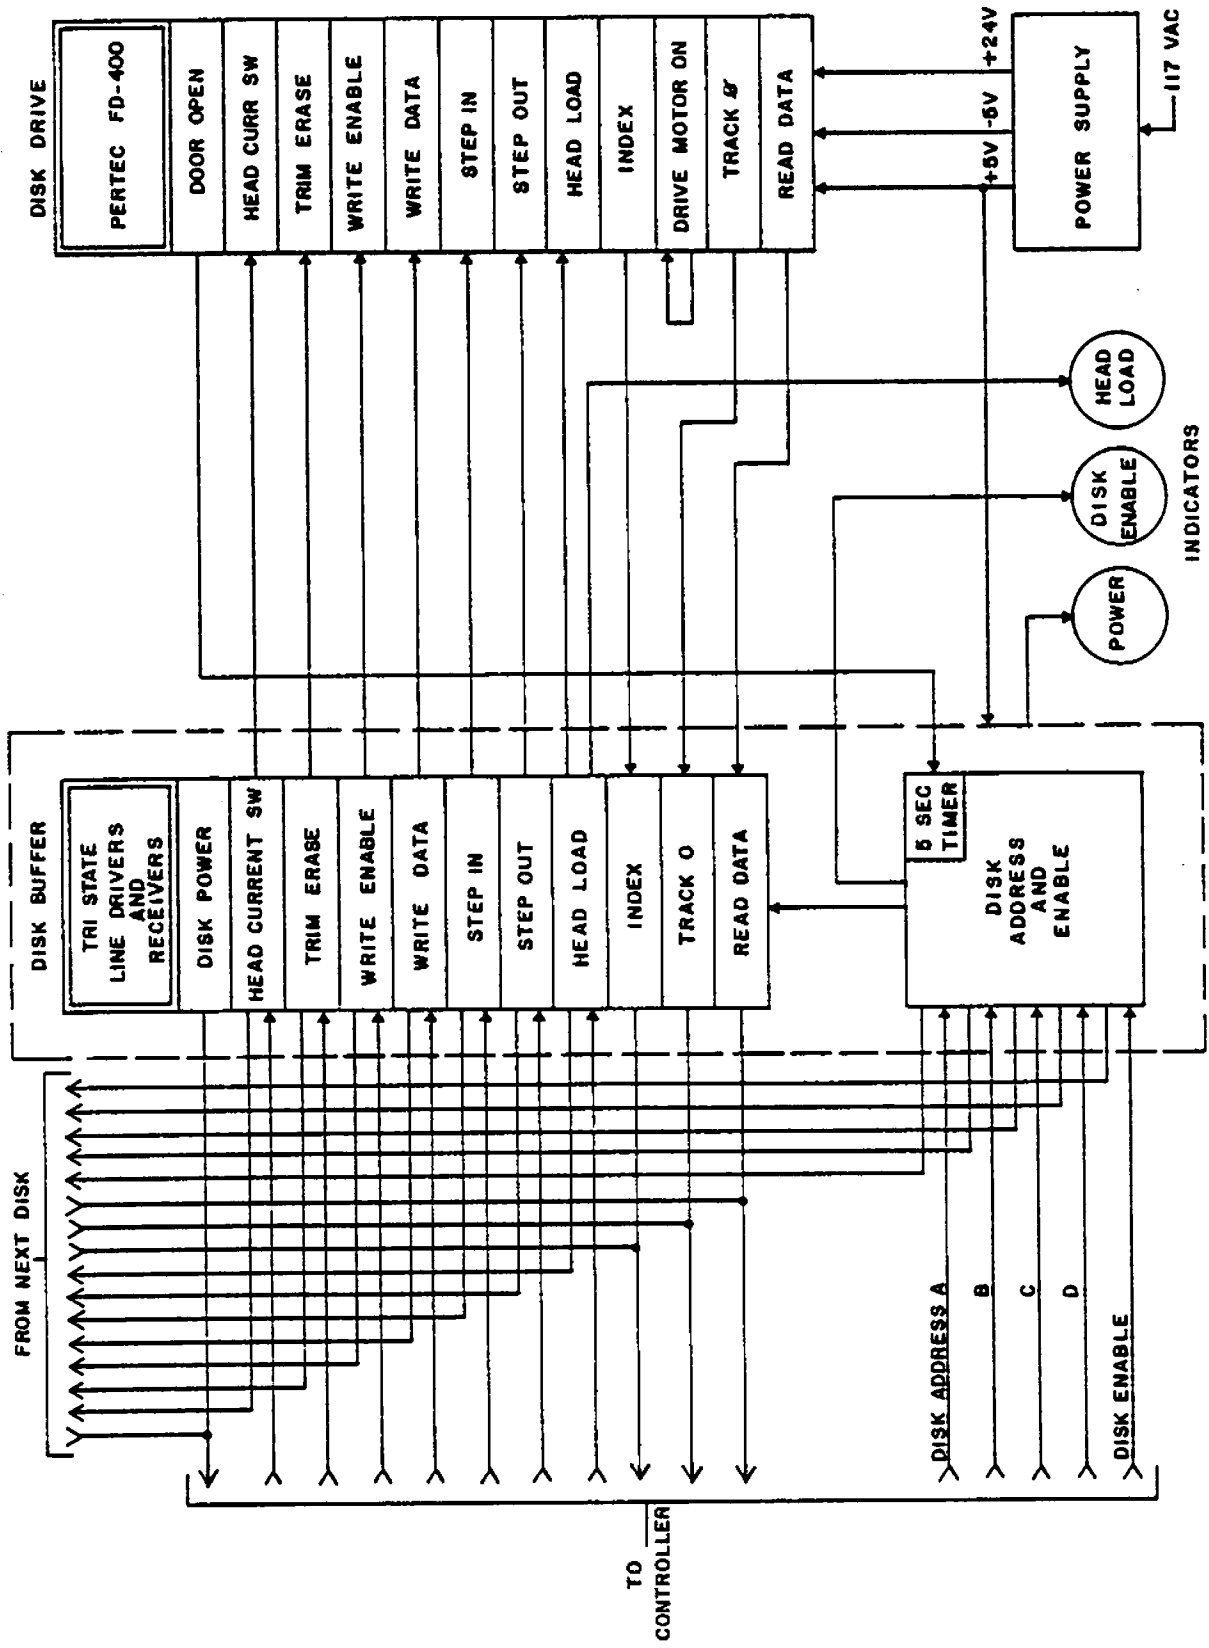 FROM NEXT DISK
TO
CONTROLLER
DISK ADDRESS A
B
C
D
DISK ENABLE
DISK BUFFER
TRI STATE
LINE DRIVERS
AND
RECEIVERS
DISK POWER
HEAD CURRENT SW
TRIM ERASE
WRITE ENABLE
WRITE DATA
STEP IN
STEP OUT
HEAD LOAD
INDEX
TRACK O
READ DATA
5 SEC
TIMER
DISK
ADDRESS
AND
ENABLE
DISK DRIVE
PERTEC FD-400
DOOR OPEN
HEAD CURR SW
TRIM ERASE
WRITE ENABLE
WRITE DATA
STEP IN
STEP OUT
HEAD LOAD
INDEX
DRIVE MOTOR ON
TRACK Ø
READ DATA
+5V
-5V
+24V
POWER SUPPLY
117 VAC
POWER
DISK
ENABLE
HEAD
LOAD
INDICATORS